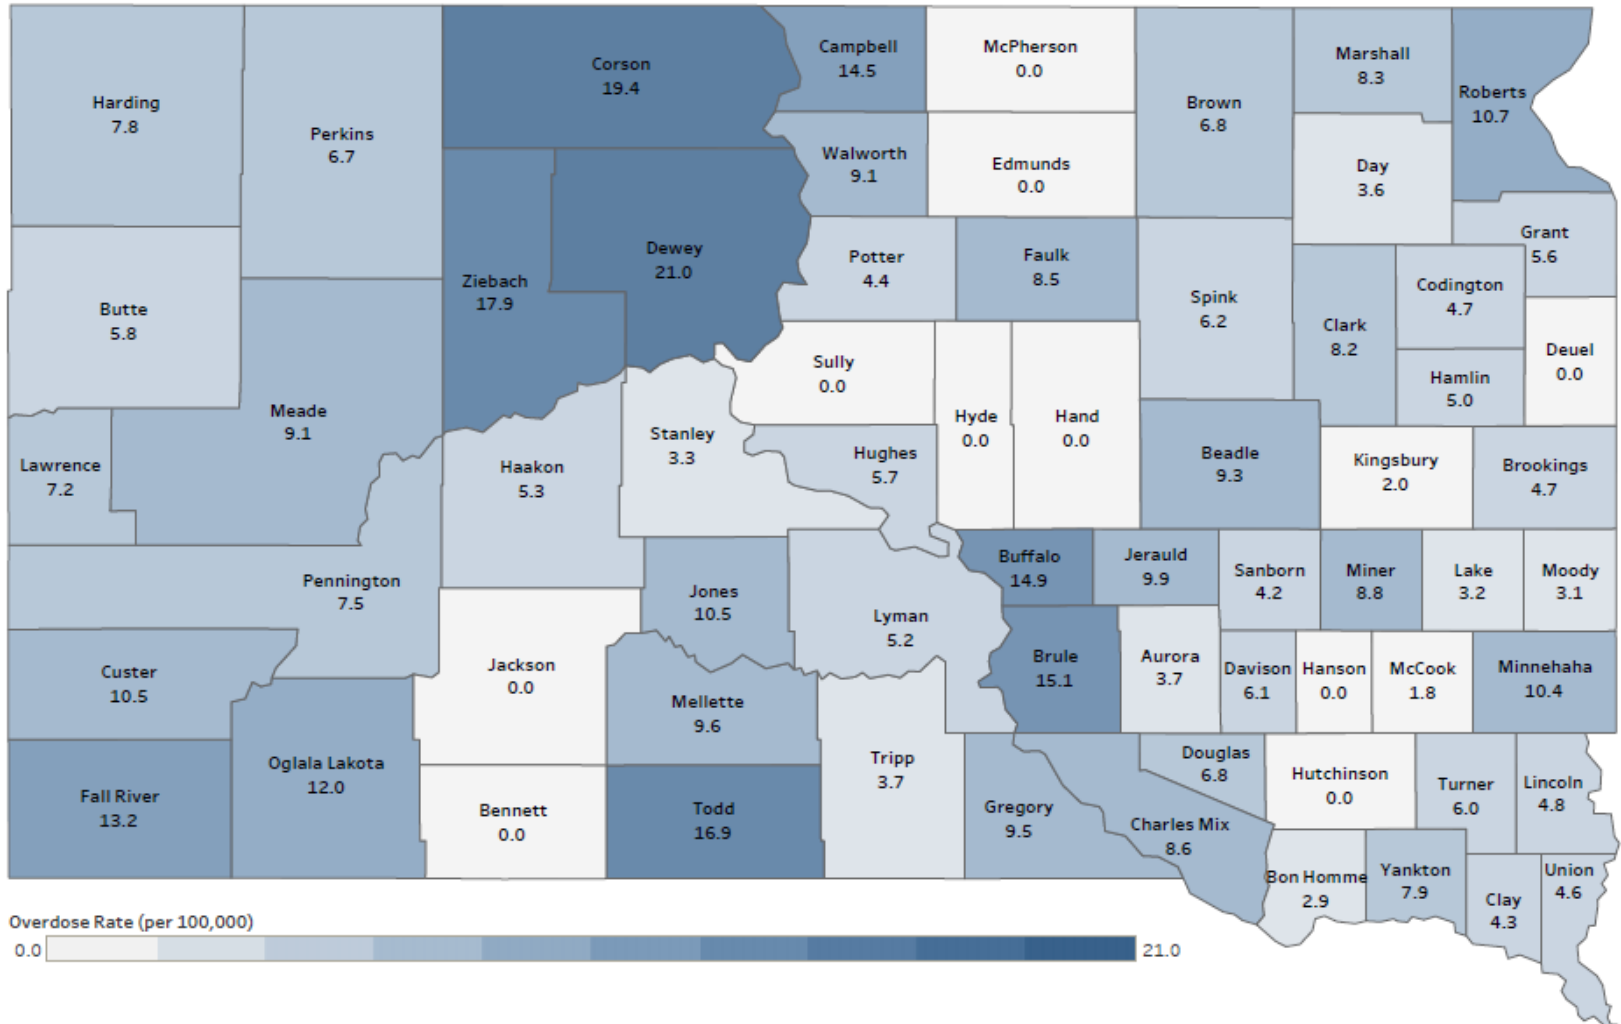 Harding
7.8
Perkins
6.7
Corson
19.4
Campbell
14.5
McPherson
0.0
Brown
6.8
Marshall
8.3
Roberts
10.7
Walworth
9.1
Edmunds
0.0
Day
3.6
Grant
5.6
Butte
5.8
Ziebach
17.9
Dewey
21.0
Potter
4.4
Faulk
8.5
Spink
6.2
Clark
8.2
Codington
4.7
Deuel
0.0
Hamlin
5.0
Sully
0.0
Hyde
0.0
Hand
0.0
Lawrence
7.2
Meade
9.1
Haakon
5.3
Stanley
3.3
Hughes
5.7
Beadle
9.3
Kingsbury
2.0
Brookings
4.7
Pennington
7.5
Jones
10.5
Lyman
5.2
Buffalo
14.9
Jerauld
9.9
Sanborn
4.2
Miner
8.8
Lake
3.2
Moody
3.1
Custer
10.5
Jackson
0.0
Mellette
9.6
Brule
15.1
Aurora
3.7
Davison
6.1
Hanson
0.0
McCook
1.8
Minnehaha
10.4
Fall River
13.2
Oglala Lakota
12.0
Bennett
0.0
Todd
16.9
Tripp
3.7
Gregory
9.5
Charles Mix
8.6
Douglas
6.8
Hutchinson
0.0
Turner
6.0
Lincoln
4.8
Bon Homme
2.9
Yankton
7.9
Clay
4.3
Union
4.6
Overdose Rate (per 100,000)
0.0
21.0